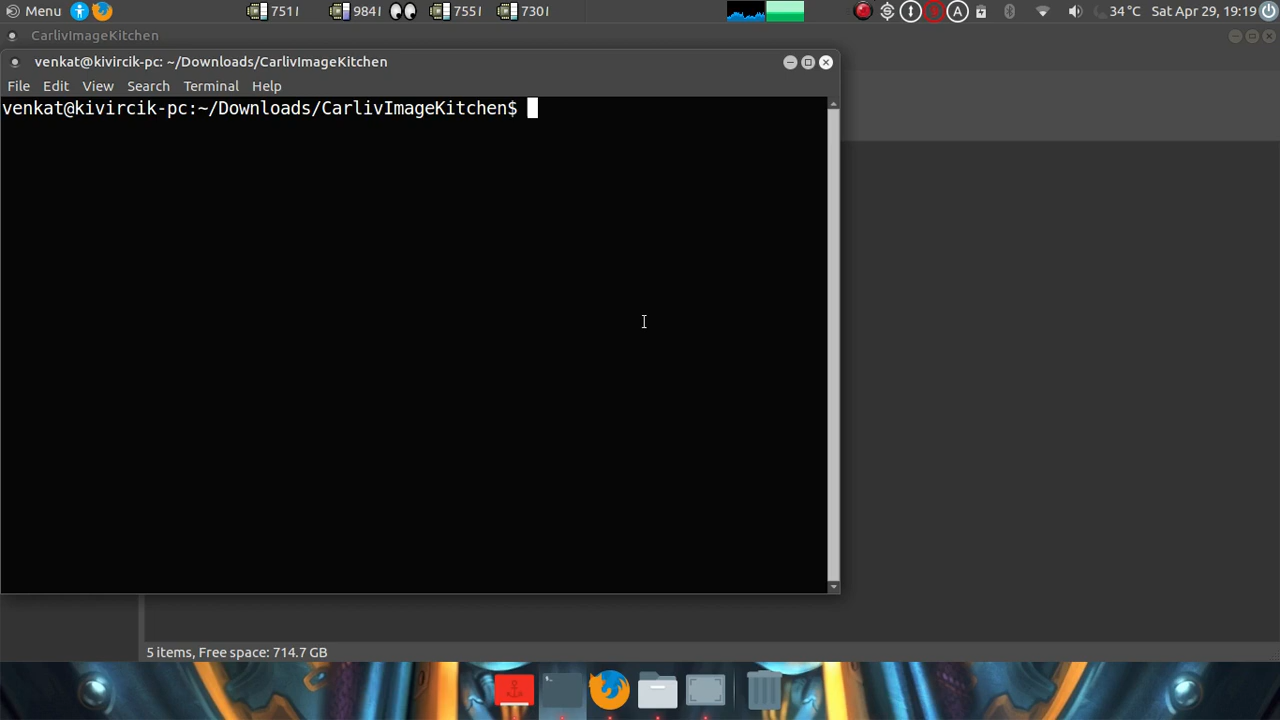 Menu 751 984 755 730 34 °C Sat Apr 29, 19:19
CarlivImageKitchen
venkat@kivircik-pc: ~/Downloads/CarlivImageKitchen
File Edit View Search Terminal Help
venkat@kivircik-pc:~/Downloads/CarlivImageKitchen$
5 items, Free space: 714.7 GB